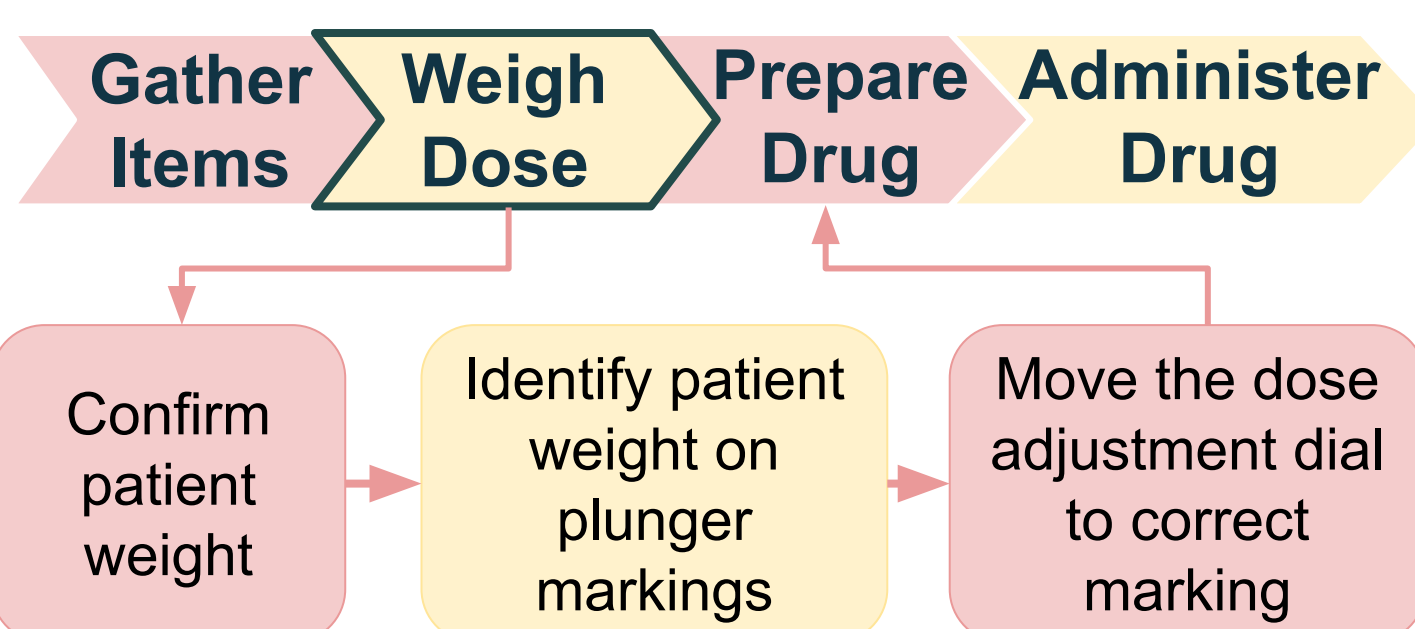 Gather
Items
Weigh
Dose
Prepare
Drug
Administer
Drug
Confirm
patient
weight
Identify patient
weight on
plunger
markings
Move the dose
adjustment dial
to correct
marking